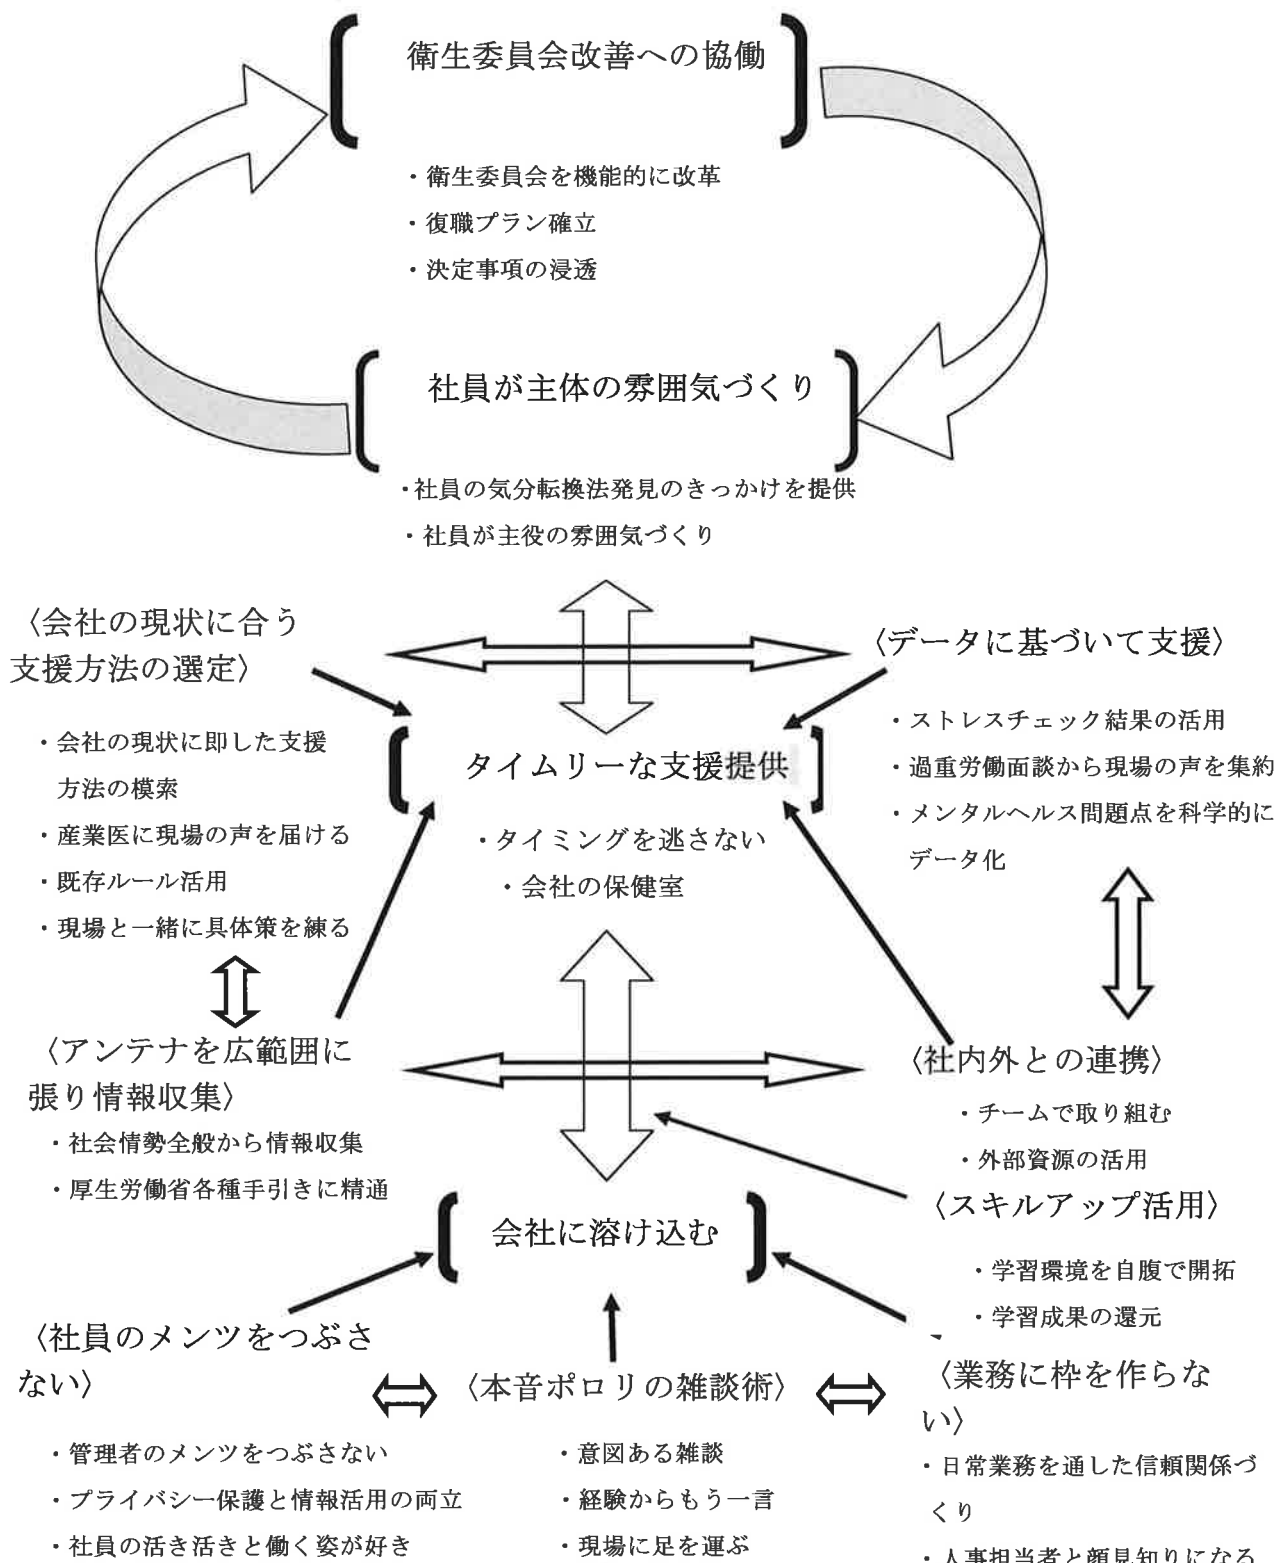 衛生委員会改善への協働
・衛生委員会を機能的に改革
・復職プラン確立
・決定事項の浸透
社員が主体の雰囲気づくり
・社員の気分転換法発見のきっかけを提供
・社員が主役の雰囲気づくり
〈会社の現状に合う
支援方法の選定〉
・会社の現状に即した支援
方法の模索
・産業医に現場の声を届ける
・既存ルール活用
・現場と一緒に具体策を練る
〈データに基づいて支援〉
・ストレスチェック結果の活用
・過重労働面談から現場の声を集約
・メンタルヘルス問題点を科学的に
データ化
タイムリーな支援提供
・タイミングを逃さない
・会社の保健室
〈アンテナを広範囲に
張り情報収集〉
・社会情勢全般から情報収集
・厚生労働省各種手引きに精通
〈社内外との連携〉
・チームで取り組む
・外部資源の活用
〈スキルアップ活用〉
・学習環境を自腹で開拓
・学習成果の還元
会社に溶け込む
〈社員のメンツをつぶさ
ない〉
・管理者のメンツをつぶさない
・プライバシー保護と情報活用の両立
・社員の活き活きと働く姿が好き
〈本音ポロリの雑談術〉
・意図ある雑談
・経験からもう一言
・現場に足を運ぶ
〈業務に枠を作らな
い〉
・日常業務を通した信頼関係づ
くり
・人事担当者と顔見知りになる